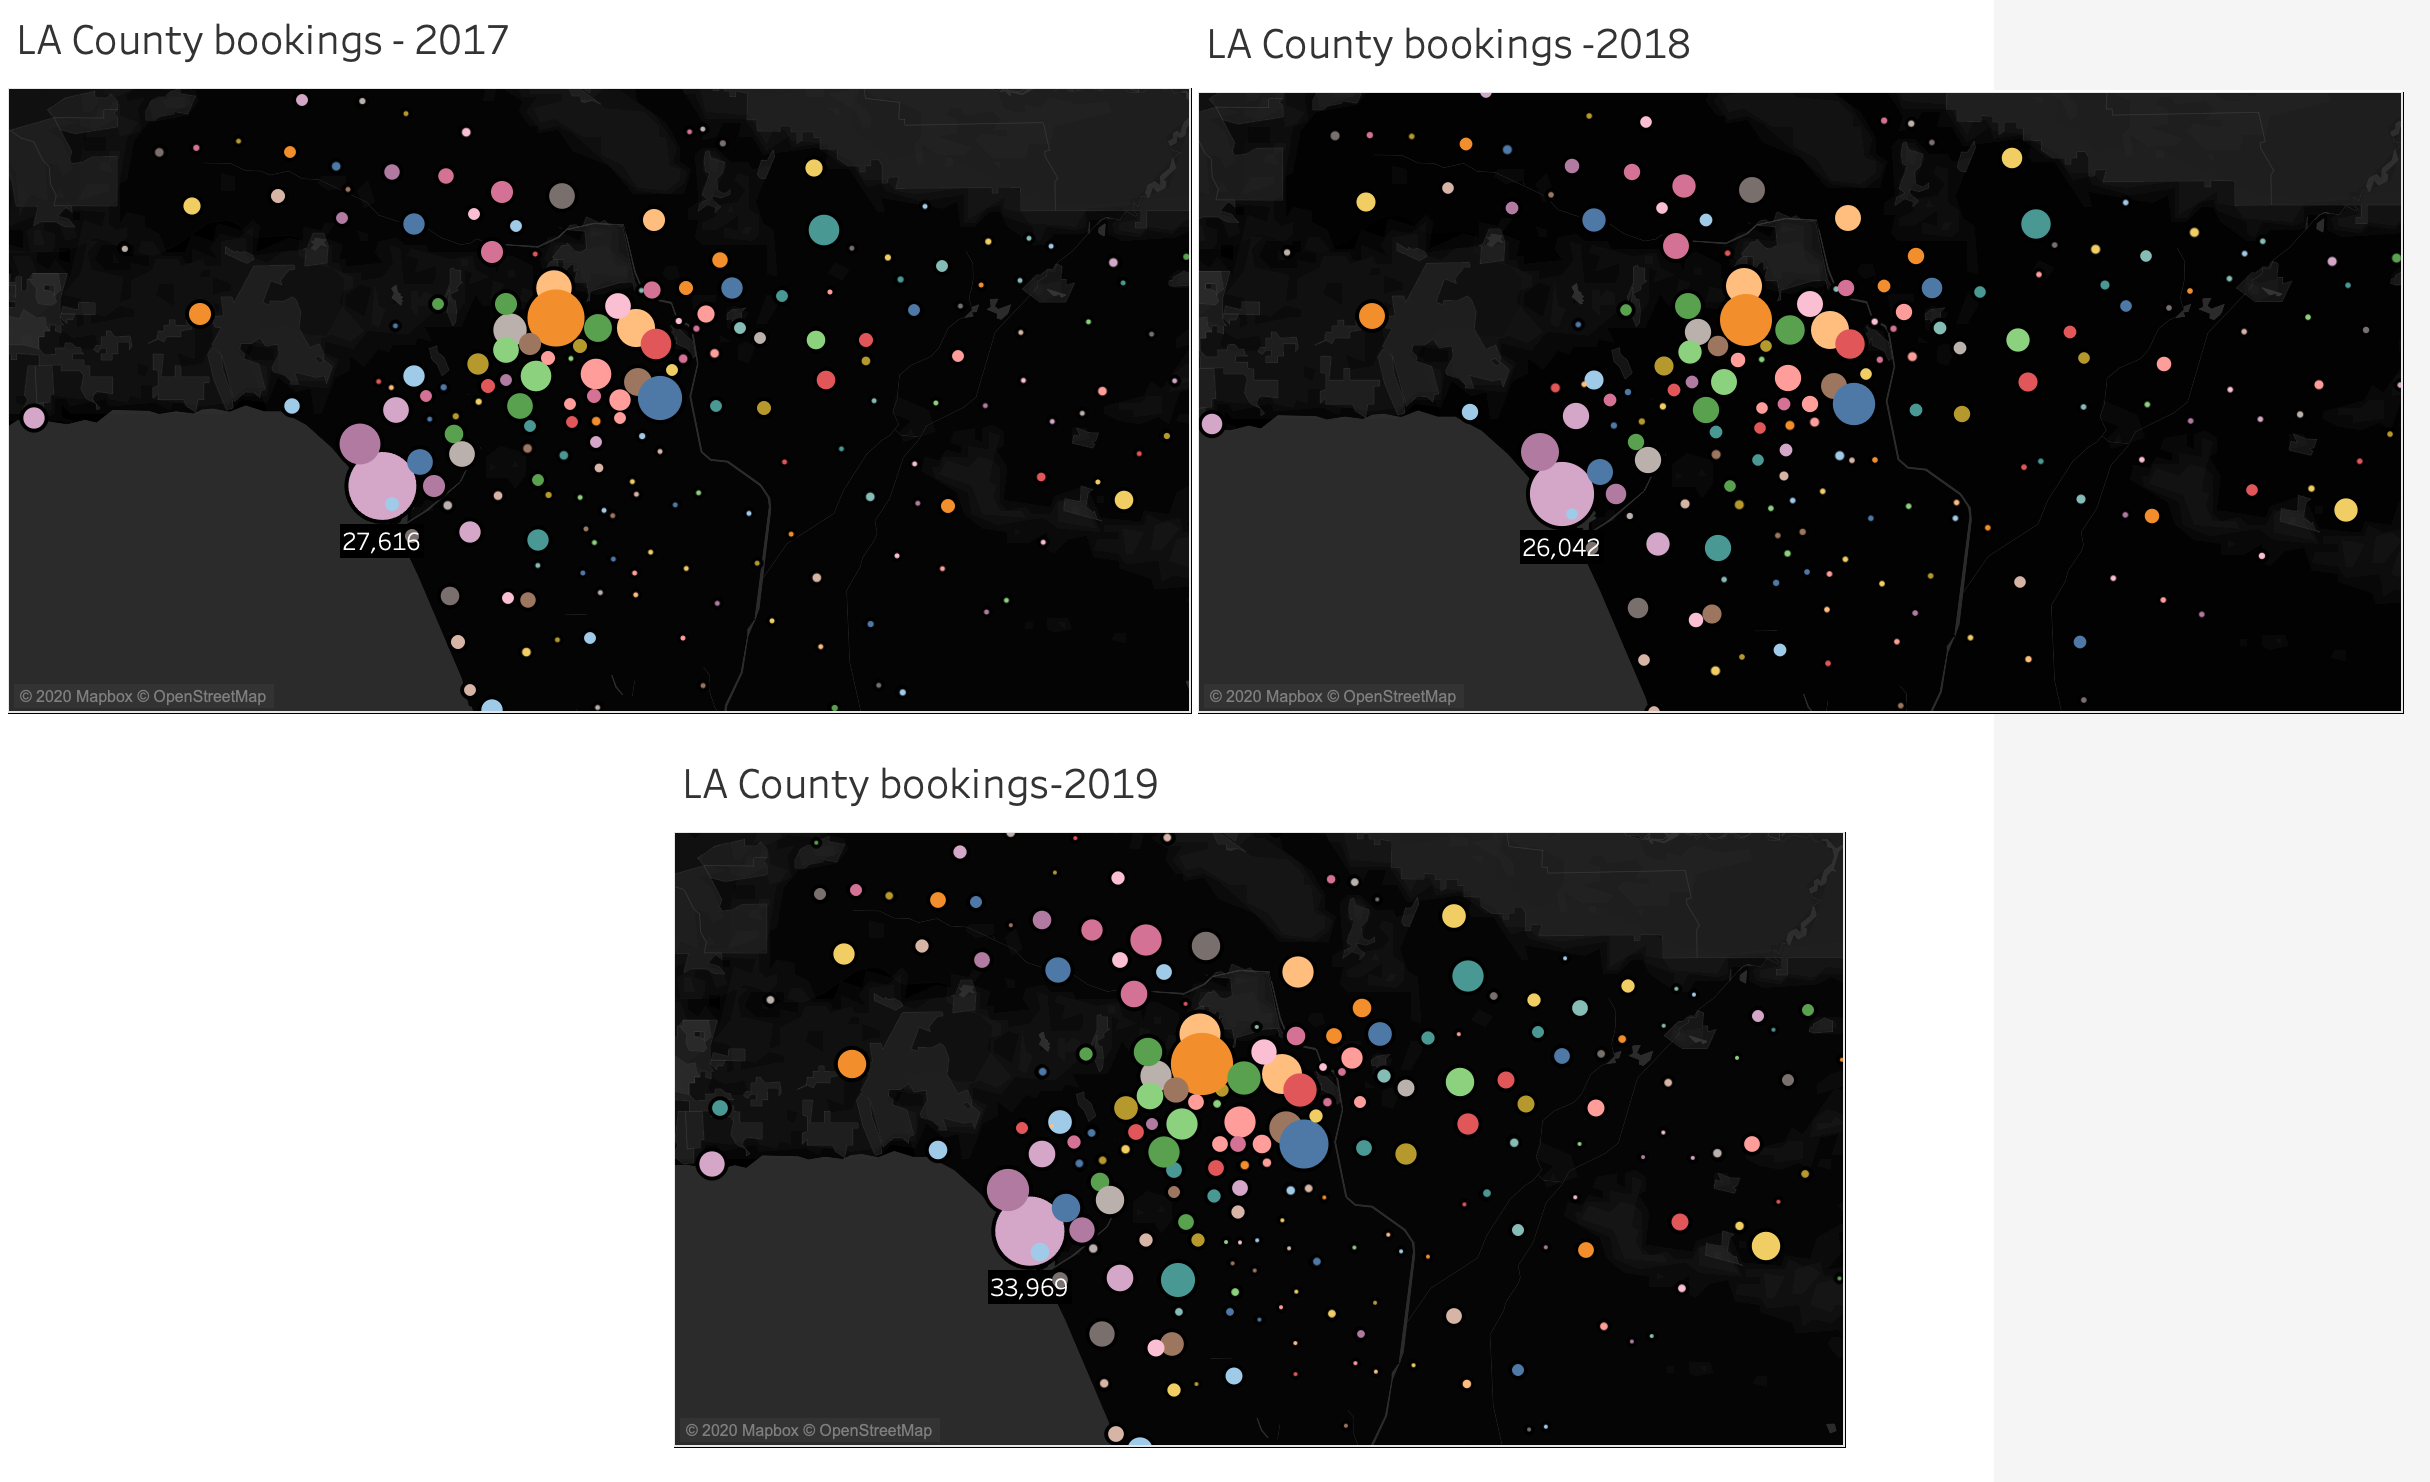 LA County bookings - 2017
LA County bookings -2018
27,616
26,042
© 2020 Mapbox © OpenStreetMap
© 2020 Mapbox © OpenStreetMap
LA County bookings-2019
33,969
© 2020 Mapbox © OpenStreetMap